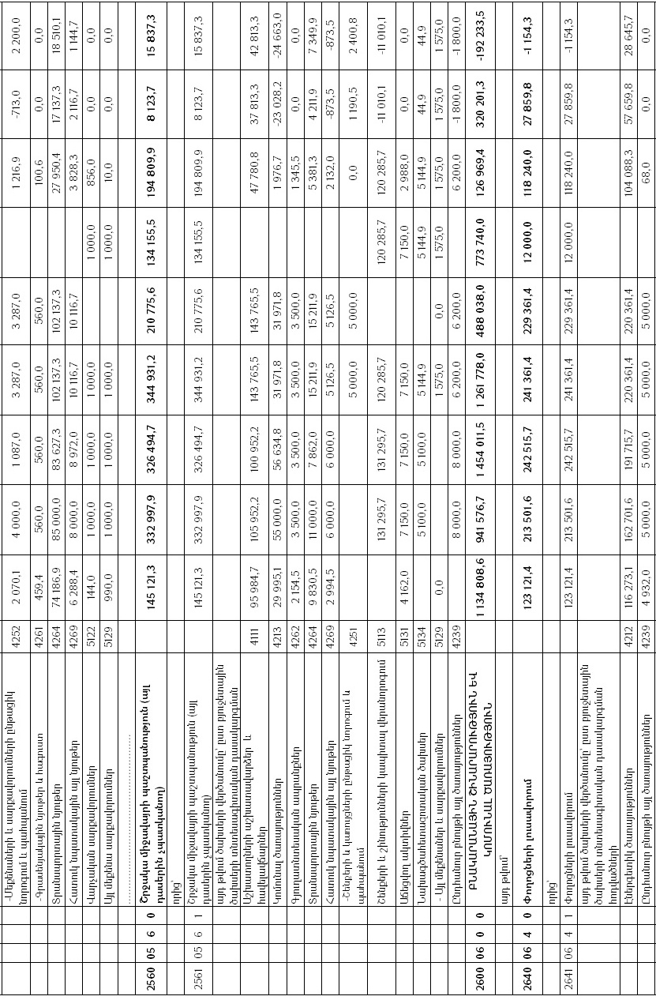 -Մեքենաների և սարքավորումների ընթացիկ
նորոգում և պահպանում 4252 2 070,1 4 000,0 1 087,0 3 287,0 3 287,0 1 216,9 -713,0 2 200,0
-Գրասենյակային նյութեր և հագուստ 4261 459,4 560,0 560,0 560,0 560,0 100,6 0,0 0,0
Տրանսպորտային նյութեր 4264 74 186,9 85 000,0 83 627,3 102 137,3 102 137,3 27 950,4 17 137,3 18 510,1
Հատուկ նպատակային այլ նյութեր 4269 6 288,4 8 000,0 8 972,0 10 116,7 10 116,7 3 828,3 2 116,7 1 144,7
Վարչական սարքավորումներ 5122 144,0 1 000,0 1 000,0 1 000,0 1 000,0 856,0 0,0 0,0
Այլ մեքենա սարքավորումներ 5129 990,0 1 000,0 1 000,0 1 000,0 1 000,0 10,0 0,0 0,0
.............................................
2560 05 6 0 Շրջակա միջավայրի պաշտպանություն (այլ
դասերին չպատկանող) 145 121,3 332 997,9 326 494,7 344 931,2 210 775,6 134 155,5 194 809,9 8 123,7 15 837,3
որից՝
2561 05 6 1 Շրջակա միջավայրի պաշտպանություն (այլ
դասերին չպատկանող) 145 121,3 332 997,9 326 494,7 344 931,2 210 775,6 134 155,5 194 809,9 8 123,7 15 837,3
այդ թվում ծախսերի վերծանումը՝ ըստ բյուջետային
ծախսերի տնտեսագիտական դասակարգման
Աշխատողների աշխատավարձեր և
հավելավճարներ 4111 95 984,7 105 952,2 100 952,2 143 765,5 143 765,5 47 780,8 37 813,3 42 813,3
Կոմունալ ծառայություններ 4213 29 995,1 55 000,0 56 634,8 31 971,8 31 971,8 1 976,7 -23 028,2 -24 663,0
Գյուղատնտեսական ապրանքներ 4262 2 154,5 3 500,0 3 500,0 3 500,0 3 500,0 1 345,5 0,0 0,0
Տրանսպորտային նյութեր 4264 9 830,5 11 000,0 7 862,0 15 211,9 15 211,9 5 381,3 4 211,9 7 349,9
Հատուկ նպատակային այլ նյութեր 4269 2 994,5 6 000,0 6 000,0 5 126,5 5 126,5 2 132,0 -873,5 -873,5
-Շենքերի և կառույցների ընթացիկ նորոգում և
պահպանում 4251 5 000,0 5 000,0 0,0 1 190,5 2 400,8
Շենքերի և շինությունների կապիտալ վերանորոգում 5113 131 295,7 131 295,7 120 285,7 120 285,7 120 285,7 -11 010,1 -11 010,1
Աճեցվող ակտիվներ 5131 4 162,0 7 150,0 7 150,0 7 150,0 7 150,0 2 988,0 0,0 0,0
Նախագծահետազոտական ծախսեր 5134 5 100,0 5 100,0 5 144,9 5 144,9 5 144,9 44,9 44,9
- Այլ մեքենաներ և սարքավորումներ 5129 0,0 1 575,0 0,0 1 575,0 1 575,0 1 575,0 1 575,0
Ընդհանուր բնույթի այլ ծառայություններ 4239 8 000,0 8 000,0 6 200,0 6 200,0 6 200,0 -1 800,0 -1 800,0
2600 06 0 0 ԲՆԱԿԱՐԱՆԱՅԻՆ ՇԻՆԱՐԱՐՈՒԹՅՈՒՆ ԵՎ
ԿՈՄՈՒՆԱԼ ԾԱՌԱՅՈՒԹՅՈՒՆ 1 134 808,6 941 576,7 1 454 011,5 1 261 778,0 488 038,0 773 740,0 126 969,4 320 201,3 -192 233,5
այդ թվում՝
2640 06 4 0 Փողոցների լուսավորում 123 121,4 213 501,6 242 515,7 241 361,4 229 361,4 12 000,0 118 240,0 27 859,8 -1 154,3
որից՝
2641 06 4 1 Փողոցների լուսավորում 123 121,4 213 501,6 242 515,7 241 361,4 229 361,4 12 000,0 118 240,0 27 859,8 -1 154,3
այդ թվում ծախսերի վերծանումը՝ ըստ բյուջետային
ծախսերի տնտեսագիտական դասակարգման
հոդվածների
Էներգետիկ ծառայություններ 4212 116 273,1 162 701,6 191 715,7 220 361,4 220 361,4 104 088,3 57 659,8 28 645,7
Ընդհանուր բնույթի այլ ծառայություններ 4239 4 932,0 5 000,0 5 000,0 5 000,0 5 000,0 68,0 0,0 0,0